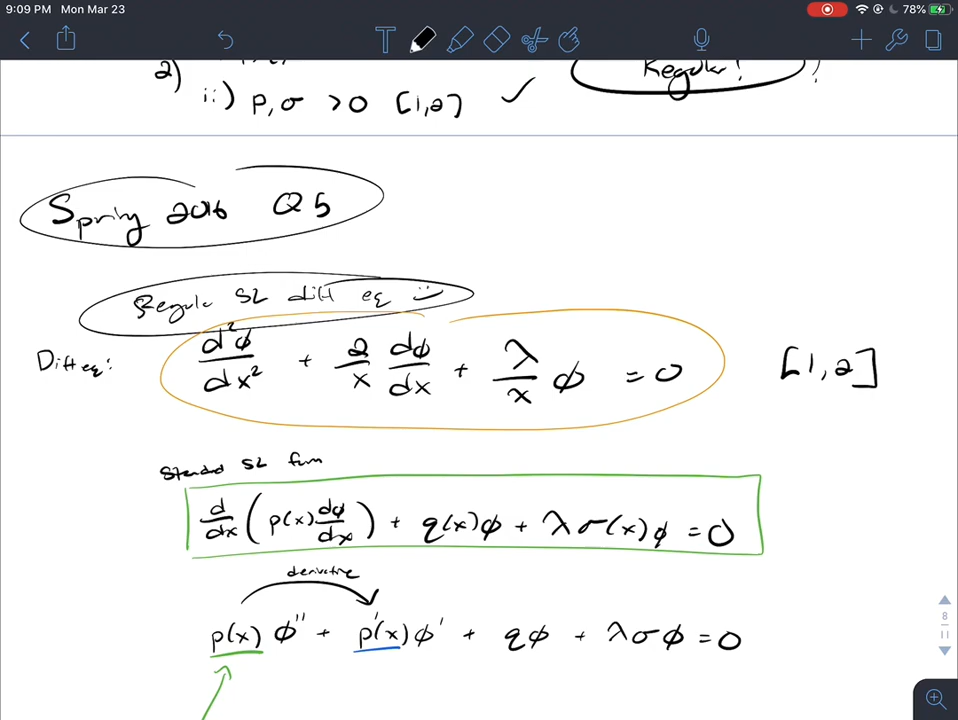 9:09 PM Mon Mar 23
78%
T
2)
Regular!
ii) p, σ > 0 [1,2] ✓
Spring 2016 Q5
Regular SL diff eq
Diff eq: d²φ/dx² + 2/x dφ/dx + λ/x φ = 0 [1,2]
Standard SL form
d/dx (p(x) dφ/dx) + q(x)φ + λσ(x)φ = 0
derivative
p(x) φ'' + p'(x) φ' + qφ + λσφ = 0
8
11